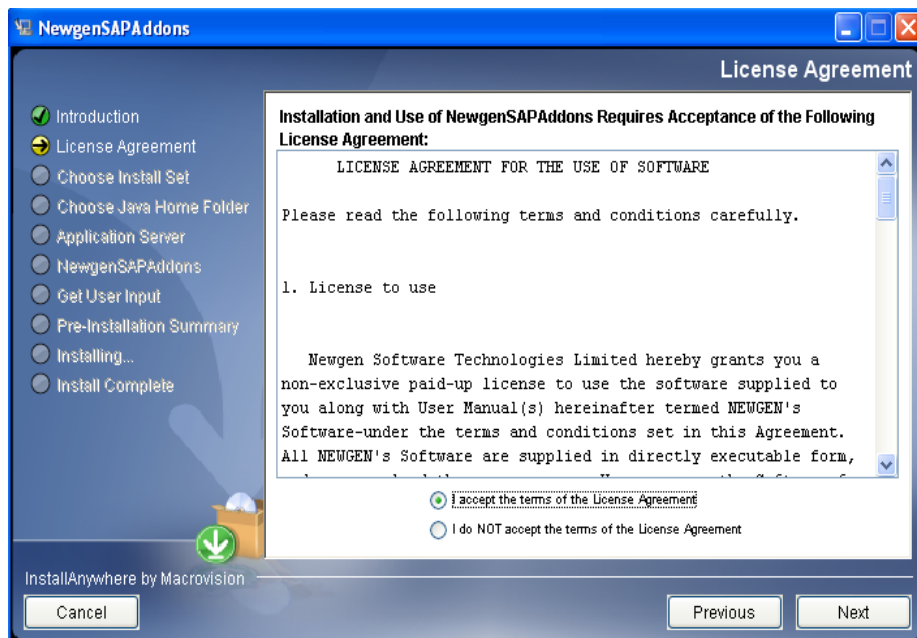 NewgenSAPAddons
License Agreement
Introduction
License Agreement
Choose Install Set
Choose Java Home Folder
Application Server
NewgenSAPAddons
Get User Input
Pre-Installation Summary
Installing...
Install Complete
Installation and Use of NewgenSAPAddons Requires Acceptance of the Following
License Agreement:
LICENSE AGREEMENT FOR THE USE OF SOFTWARE
Please read the following terms and conditions carefully.
1. License to use
Newgen Software Technologies Limited hereby grants you a
non-exclusive paid-up license to use the software supplied to
you along with User Manual(s) hereinafter termed NEWGEN's
Software-under the terms and conditions set in this Agreement.
All NEWGEN's Software are supplied in directly executable form,
I accept the terms of the License Agreement
I do NOT accept the terms of the License Agreement
InstallAnywhere by Macrovision
Cancel
Previous
Next